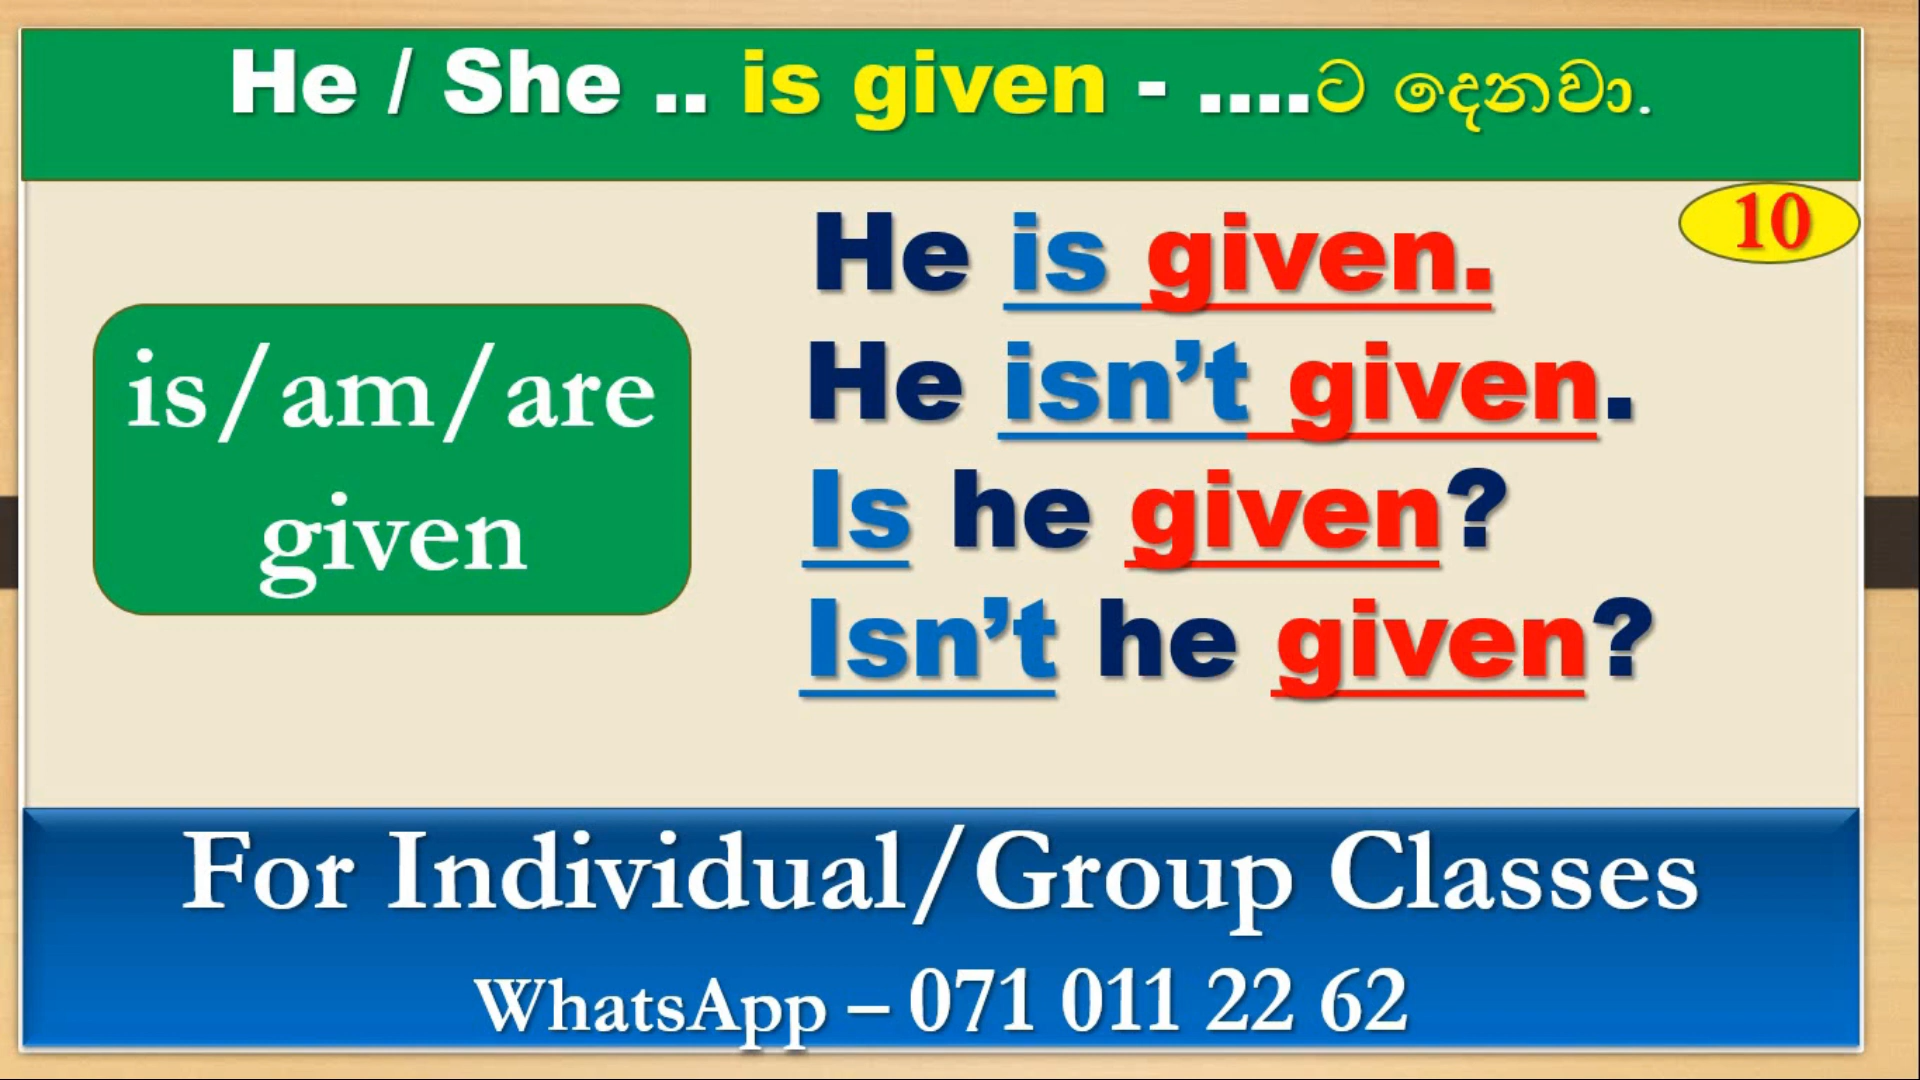 He / She .. is given - ....ට දෙනවා.
10
He is given.
He isn’t given.
Is he given?
Isn’t he given?
is/am/are
given
For Individual/Group Classes
WhatsApp – 071 011 22 62